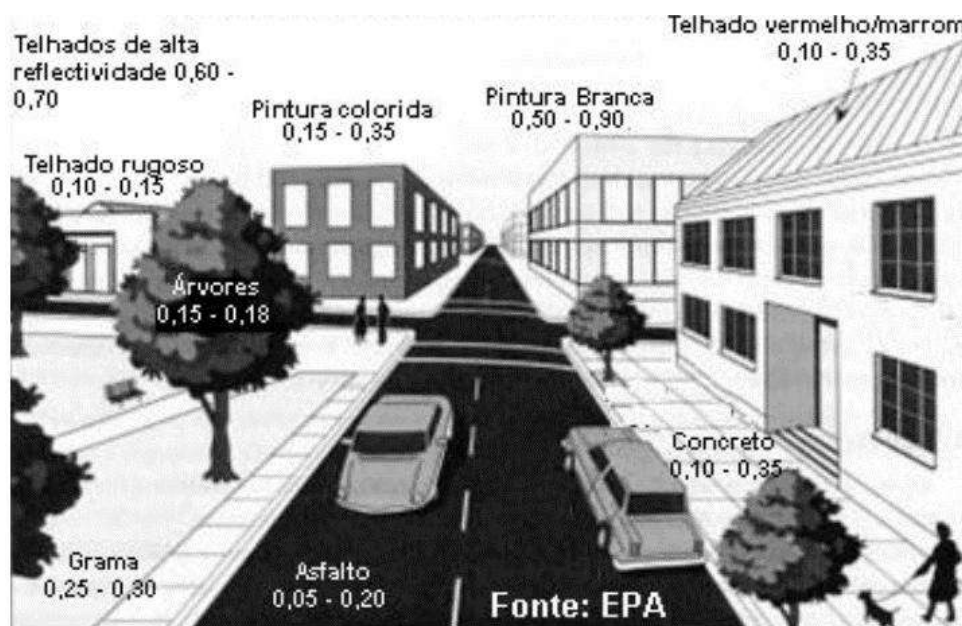 Telhados de alta
reflectividade 0,60 -
0,70
Telhado vermelho/marrom
0,10 - 0,35
Pintura colorida
0,15 - 0,35
Pintura Branca
0,50 - 0,90
Telhado rugoso
0,10 - 0,15
Árvores
0,15 - 0,18
Concreto
0,10 - 0,35
Grama
0,25 - 0,30
Asfalto
0,05 - 0,20
Fonte: EPA